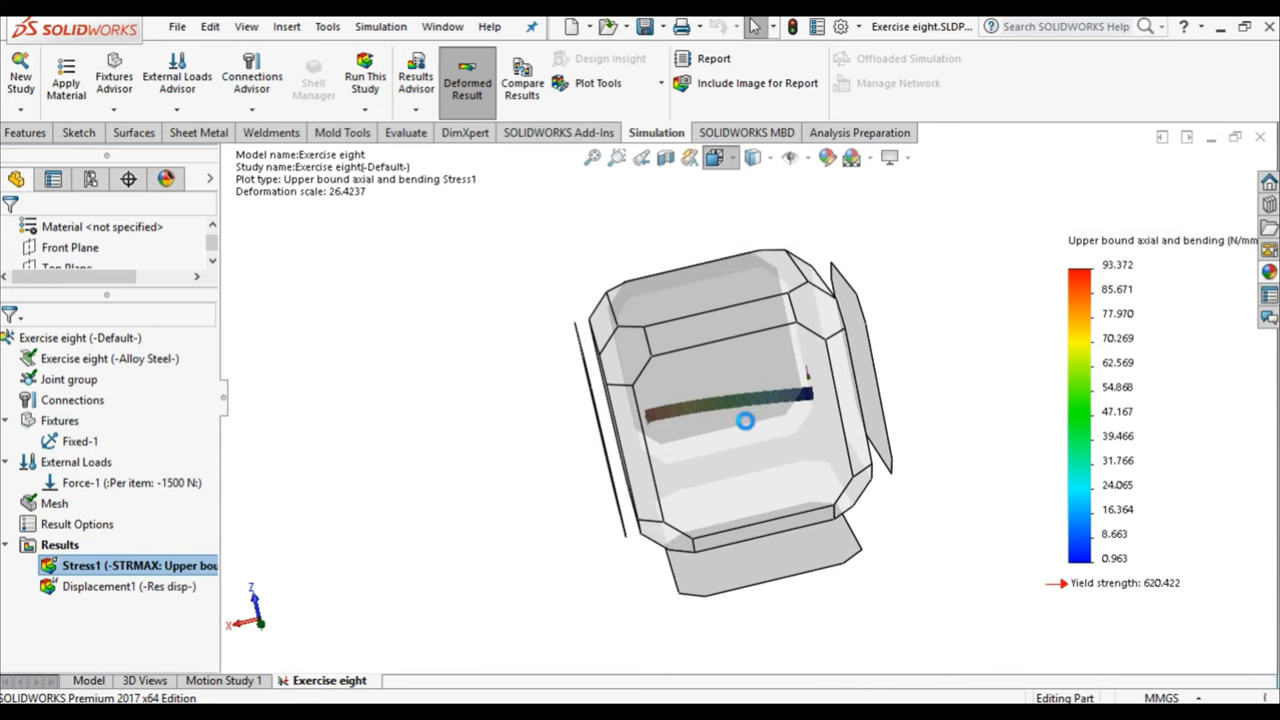 SOLIDWORKS
File Edit View Insert Tools Simulation Window Help
Exercise eight.SLDP...
Search SOLIDWORKS Help
New Study
Apply Material
Fixtures Advisor
External Loads Advisor
Connections Advisor
Shell Manager
Run This Study
Results Advisor
Deformed Result
Compare Results
Design Insight
Plot Tools
Report
Include Image for Report
Offloaded Simulation
Manage Network
Features Sketch Surfaces Sheet Metal Weldments Mold Tools Evaluate DimXpert SOLIDWORKS Add-Ins Simulation SOLIDWORKS MBD Analysis Preparation
Model name:Exercise eight
Study name:Exercise eight(-Default-)
Plot type: Upper bound axial and bending Stress1
Deformation scale: 26.4237
Material <not specified>
Front Plane
Top Plane
Exercise eight (-Default-)
Exercise eight (-Alloy Steel-)
Joint group
Connections
Fixtures
Fixed-1
External Loads
Force-1 (:Per item: -1500 N:)
Mesh
Result Options
Results
Stress1 (-STRMAX: Upper bou
Displacement1 (-Res disp-)
Z
X
Upper bound axial and bending (N/mm
93.372
85.671
77.970
70.269
62.569
54.868
47.167
39.466
31.766
24.065
16.364
8.663
0.963
Yield strength: 620.422
Model 3D Views Motion Study 1 Exercise eight
SOLIDWORKS Premium 2017 x64 Edition
Editing Part
MMGS